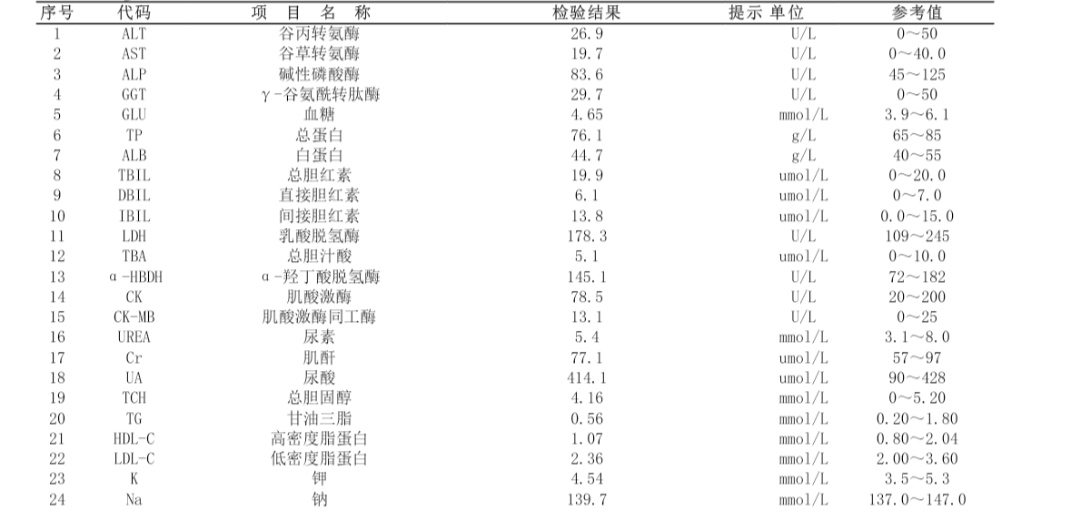 序号 代码 项 目 名 称 检验结果 提示 单位 参考值
1 ALT 谷丙转氨酶 26.9 U/L 0～50
2 AST 谷草转氨酶 19.7 U/L 0～40.0
3 ALP 碱性磷酸酶 83.6 U/L 45～125
4 GGT γ-谷氨酰转肽酶 29.7 U/L 0～50
5 GLU 血糖 4.65 mmol/L 3.9～6.1
6 TP 总蛋白 76.1 g/L 65～85
7 ALB 白蛋白 44.7 g/L 40～55
8 TBIL 总胆红素 19.9 umol/L 0～20.0
9 DBIL 直接胆红素 6.1 umol/L 0～7.0
10 IBIL 间接胆红素 13.8 umol/L 0.0～15.0
11 LDH 乳酸脱氢酶 178.3 U/L 109～245
12 TBA 总胆汁酸 5.1 umol/L 0～10.0
13 α-HBDH α-羟丁酸脱氢酶 145.1 U/L 72～182
14 CK 肌酸激酶 78.5 U/L 20～200
15 CK-MB 肌酸激酶同工酶 13.1 U/L 0～25
16 UREA 尿素 5.4 mmol/L 3.1～8.0
17 Cr 肌酐 77.1 umol/L 57～97
18 UA 尿酸 414.1 umol/L 90～428
19 TCH 总胆固醇 4.16 mmol/L 0～5.20
20 TG 甘油三脂 0.56 mmol/L 0.20～1.80
21 HDL-C 高密度脂蛋白 1.07 mmol/L 0.80～2.04
22 LDL-C 低密度脂蛋白 2.36 mmol/L 2.00～3.60
23 K 钾 4.54 mmol/L 3.5～5.3
24 Na 钠 139.7 mmol/L 137.0～147.0